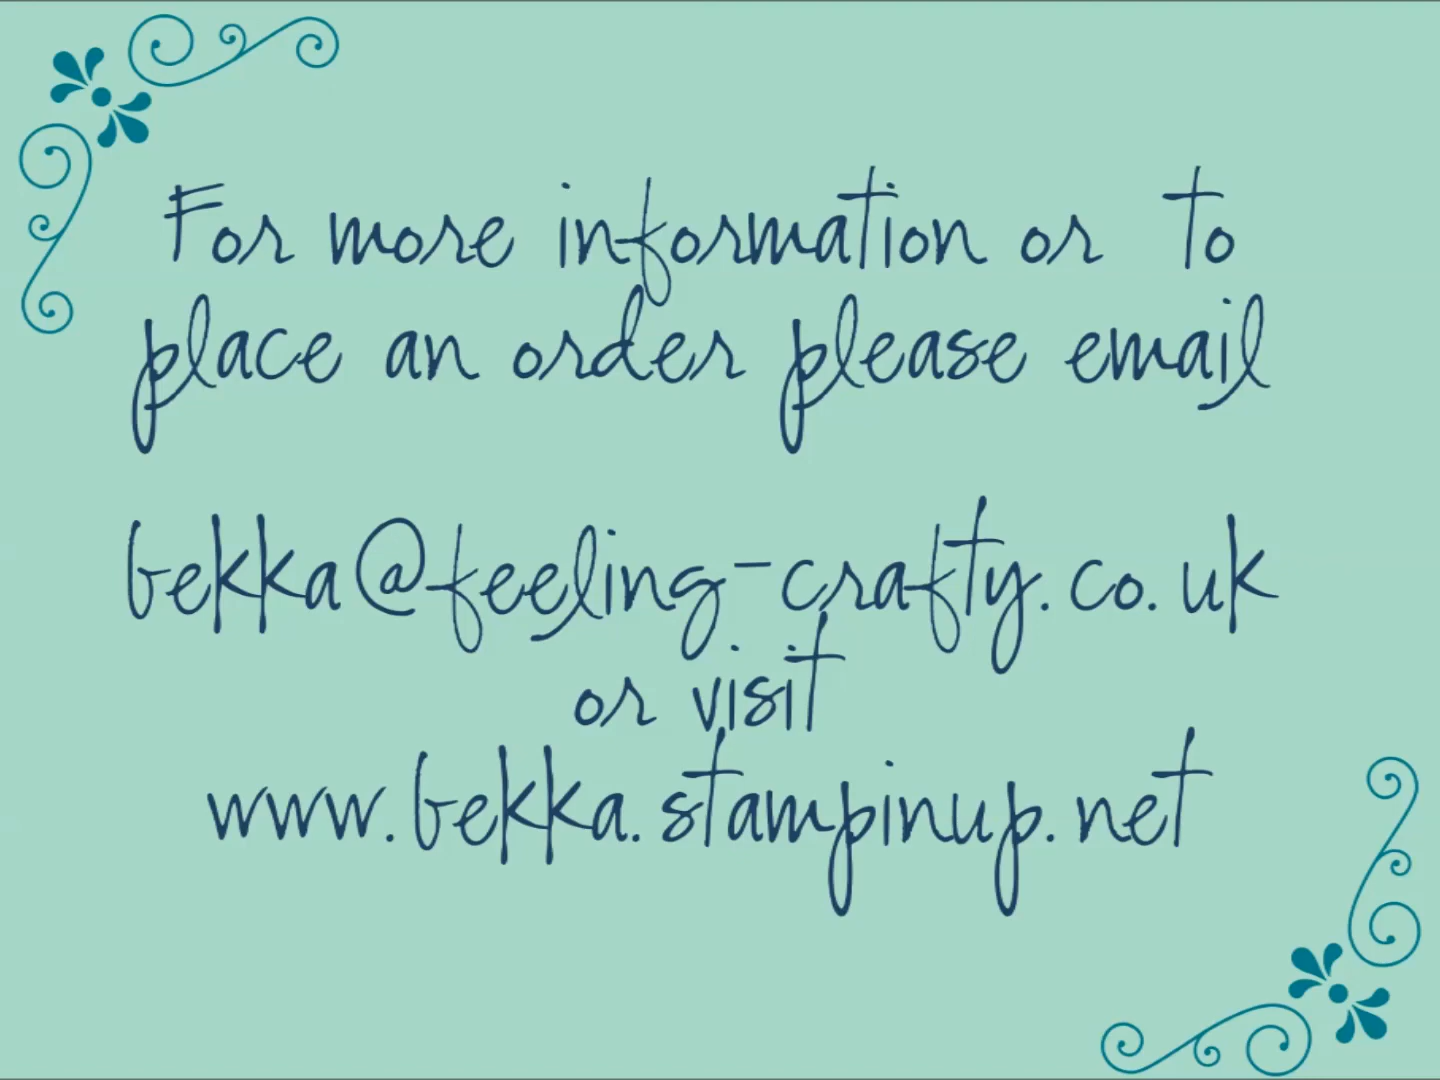 For more information or to
place an order please email
bekka@feeling-crafty.co.uk
or visit
www.bekka.stampinup.net